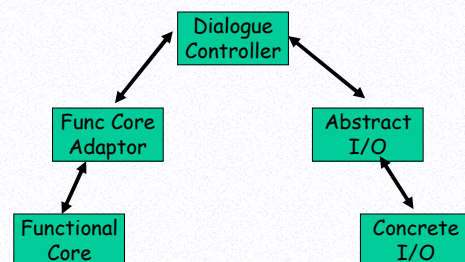 Dialogue
Controller
Func Core
Adaptor
Abstract
I/O
Functional
Core
Concrete
I/O